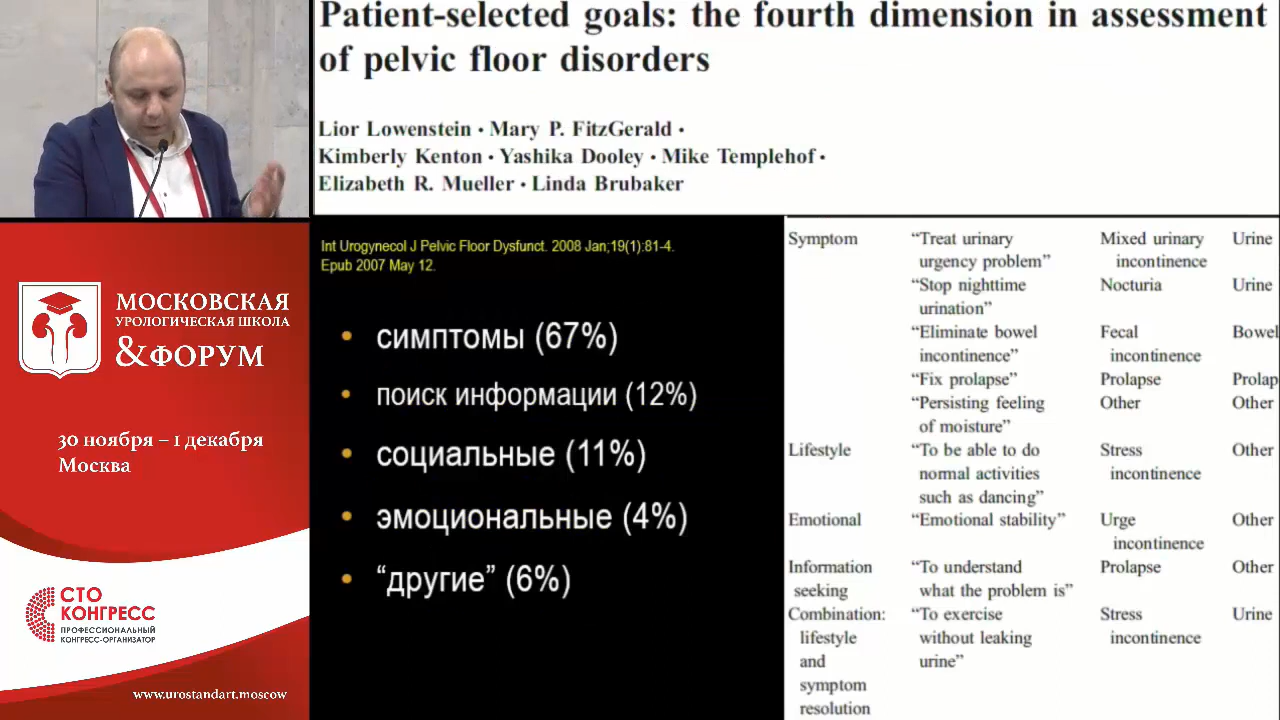 Patient-selected goals: the fourth dimension in assessment
of pelvic floor disorders
Lior Lowenstein · Mary P. FitzGerald ·
Kimberly Kenton · Yashika Dooley · Mike Templehof ·
Elizabeth R. Mueller · Linda Brubaker
МОСКОВСКАЯ
УРОЛОГИЧЕСКАЯ ШКОЛА
&ФОРУМ
30 ноября – 1 декабря
Москва
СТО
КОНГРЕСС
ПРОФЕССИОНАЛЬНЫЙ
КОНГРЕСС-ОРГАНИЗАТОР
www.urostandart.moscow
Int Urogynecol J Pelvic Floor Dysfunct. 2008 Jan;19(1):81-4.
Epub 2007 May 12.
• симптомы (67%)
• поиск информации (12%)
• социальные (11%)
• эмоциональные (4%)
• “другие” (6%)
Symptom “Treat urinary Mixed urinary Urine
urgency problem” incontinence
“Stop nighttime Nocturia Urine
urination”
“Eliminate bowel Fecal Bowel
incontinence” incontinence
“Fix prolapse” Prolapse Prolap
“Persisting feeling Other Other
of moisture”
Lifestyle “To be able to do Stress Other
normal activities incontinence
such as dancing”
Emotional “Emotional stability” Urge Other
incontinence
Information “To understand Prolapse Other
seeking what the problem is”
Combination: “To exercise Stress Urine
lifestyle without leaking incontinence
and urine”
symptom
resolution